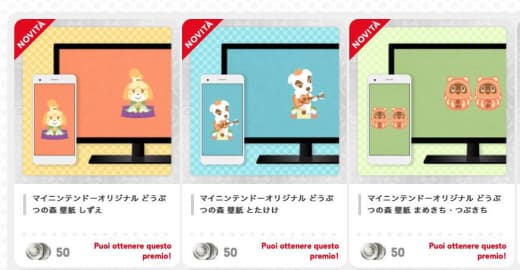 NOVITÀ
マイニンテンドーオリジナル どうぶ
つの森 壁紙 しずえ
50
Puoi ottenere questo
premio!
NOVITÀ
マイニンテンドーオリジナル どうぶ
つの森 壁紙 とたけけ
50
Puoi ottenere questo
premio!
NOVITÀ
マイニンテンドーオリジナル どうぶ
つの森 壁紙 まめきち・つぶきち
50
Puoi ottenere questo
premio!